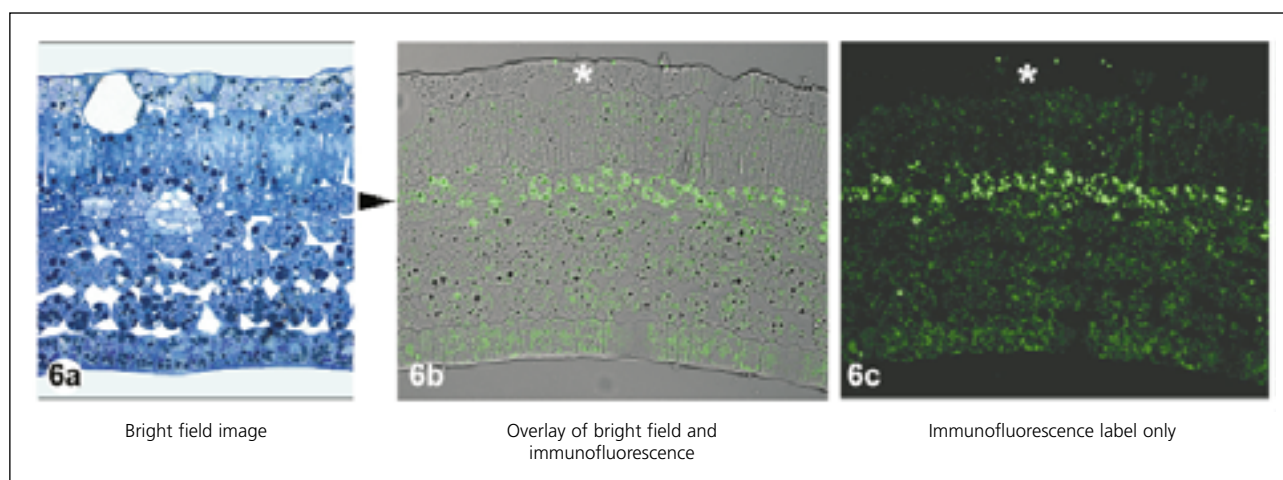 6a
*
6b
*
6c
Bright field image
Overlay of bright field and
immunofluorescence
Immunofluorescence label only